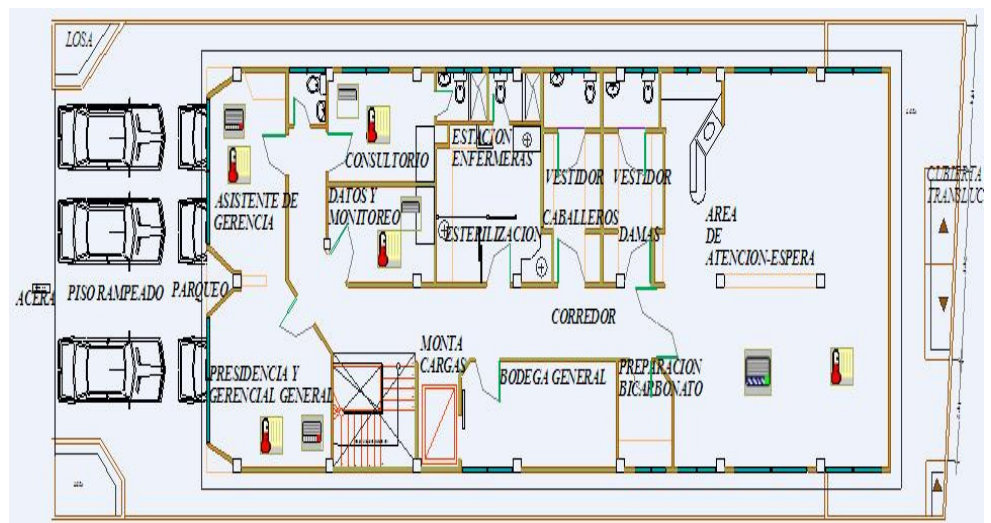 LOSA
ESTACION
ENFERMERAS
CONSULTORIO
VESTIDOR
VESTIDOR
CUBIERTA
TRANSLUC
ASISTENTE DE
GERENCIA
DATOS Y
MONITOREO
ESTERILIZACION
CABALLEROS
DAMAS
AREA
DE
ATENCION-ESPERA
ACERA
PISO RAMPEADO
PARQUEO
CORREDOR
MONTA
CARGAS
PRESIDENCIA Y
GERENCIAL GENERAL
BODEGA GENERAL
PREPARACION
BICARBONATO